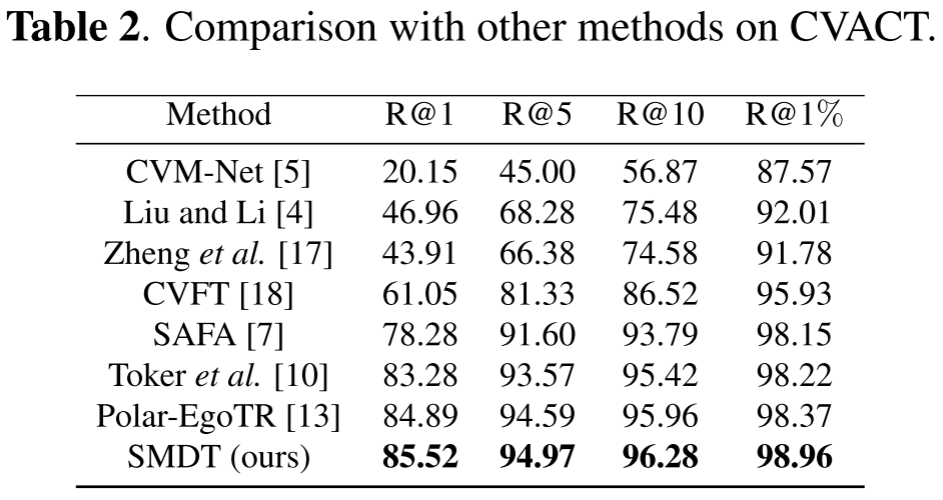 Table 2. Comparison with other methods on CVACT.
Method R@1 R@5 R@10 R@1%
CVM-Net [5] 20.15 45.00 56.87 87.57
Liu and Li [4] 46.96 68.28 75.48 92.01
Zheng et al. [17] 43.91 66.38 74.58 91.78
CVFT [18] 61.05 81.33 86.52 95.93
SAFA [7] 78.28 91.60 93.79 98.15
Toker et al. [10] 83.28 93.57 95.42 98.22
Polar-EgoTR [13] 84.89 94.59 95.96 98.37
SMDT (ours) 85.52 94.97 96.28 98.96